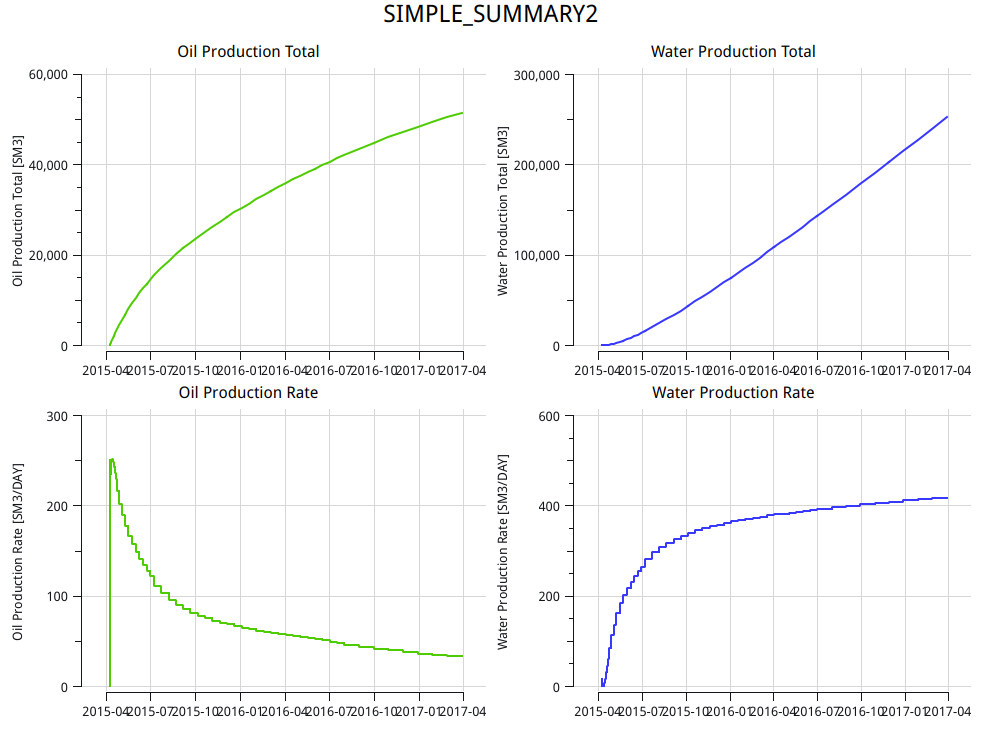 SIMPLE_SUMMARY2
Oil Production Total
Oil Production Total [SM3]
60,000
40,000
20,000
0
2015-04 2015-07 2015-10 2016-01 2016-04 2016-07 2016-10 2017-01 2017-04
Water Production Total
Water Production Total [SM3]
300,000
200,000
100,000
0
2015-04 2015-07 2015-10 2016-01 2016-04 2016-07 2016-10 2017-01 2017-04
Oil Production Rate
Oil Production Rate [SM3/DAY]
300
200
100
0
2015-04 2015-07 2015-10 2016-01 2016-04 2016-07 2016-10 2017-01 2017-04
Water Production Rate
Water Production Rate [SM3/DAY]
600
400
200
0
2015-04 2015-07 2015-10 2016-01 2016-04 2016-07 2016-10 2017-01 2017-04